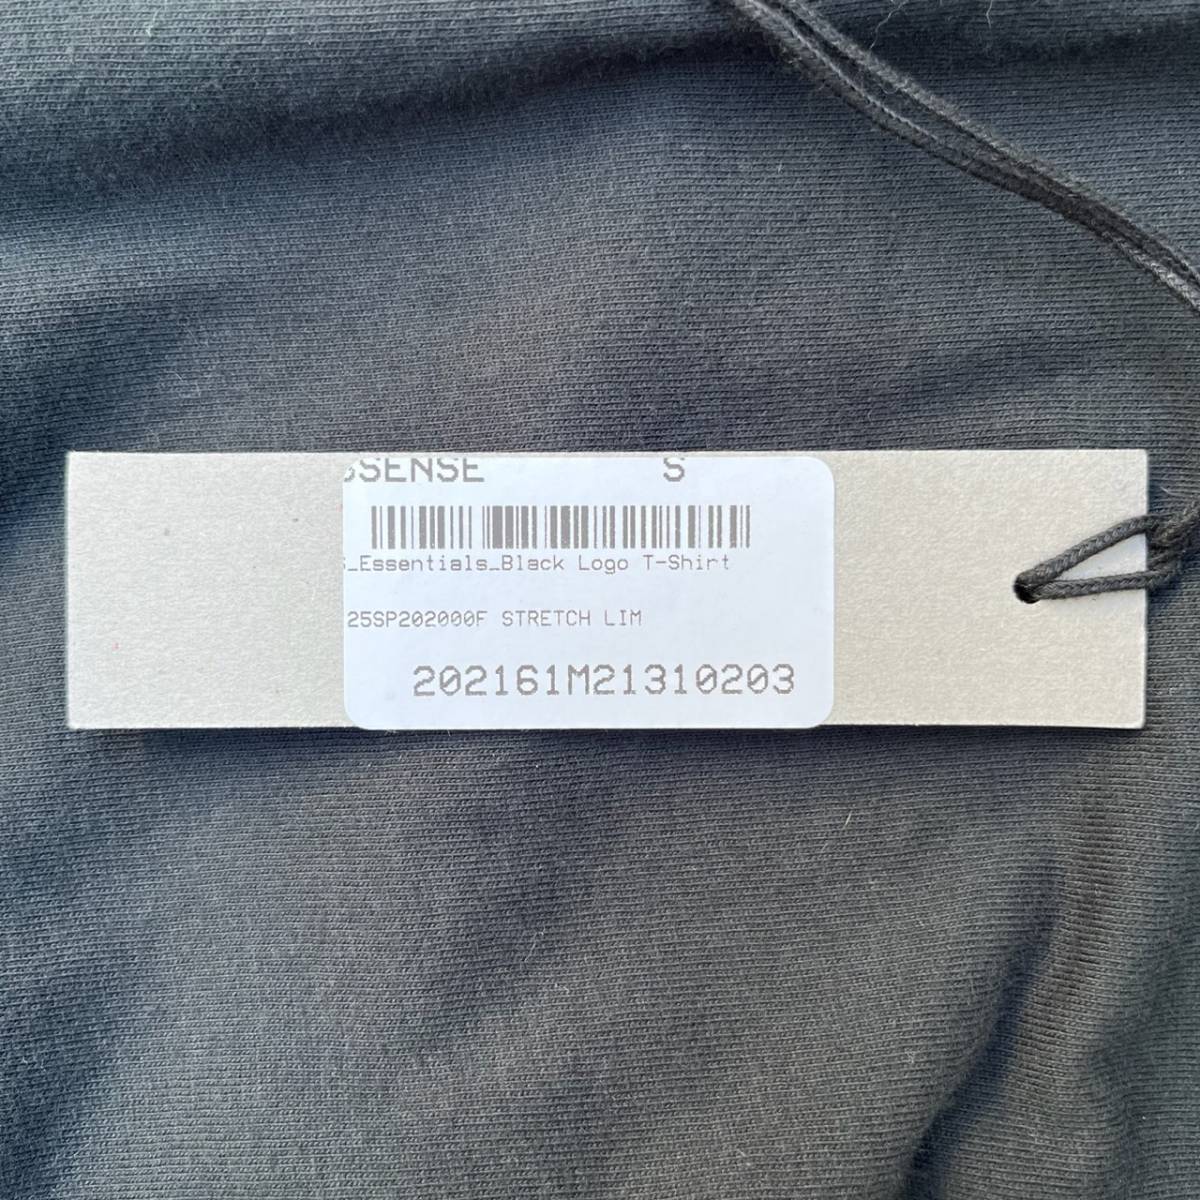 SSENSE S
S_Essentials_Black Logo T-Shirt
25SP202000F STRETCH LIM
202161M21310203